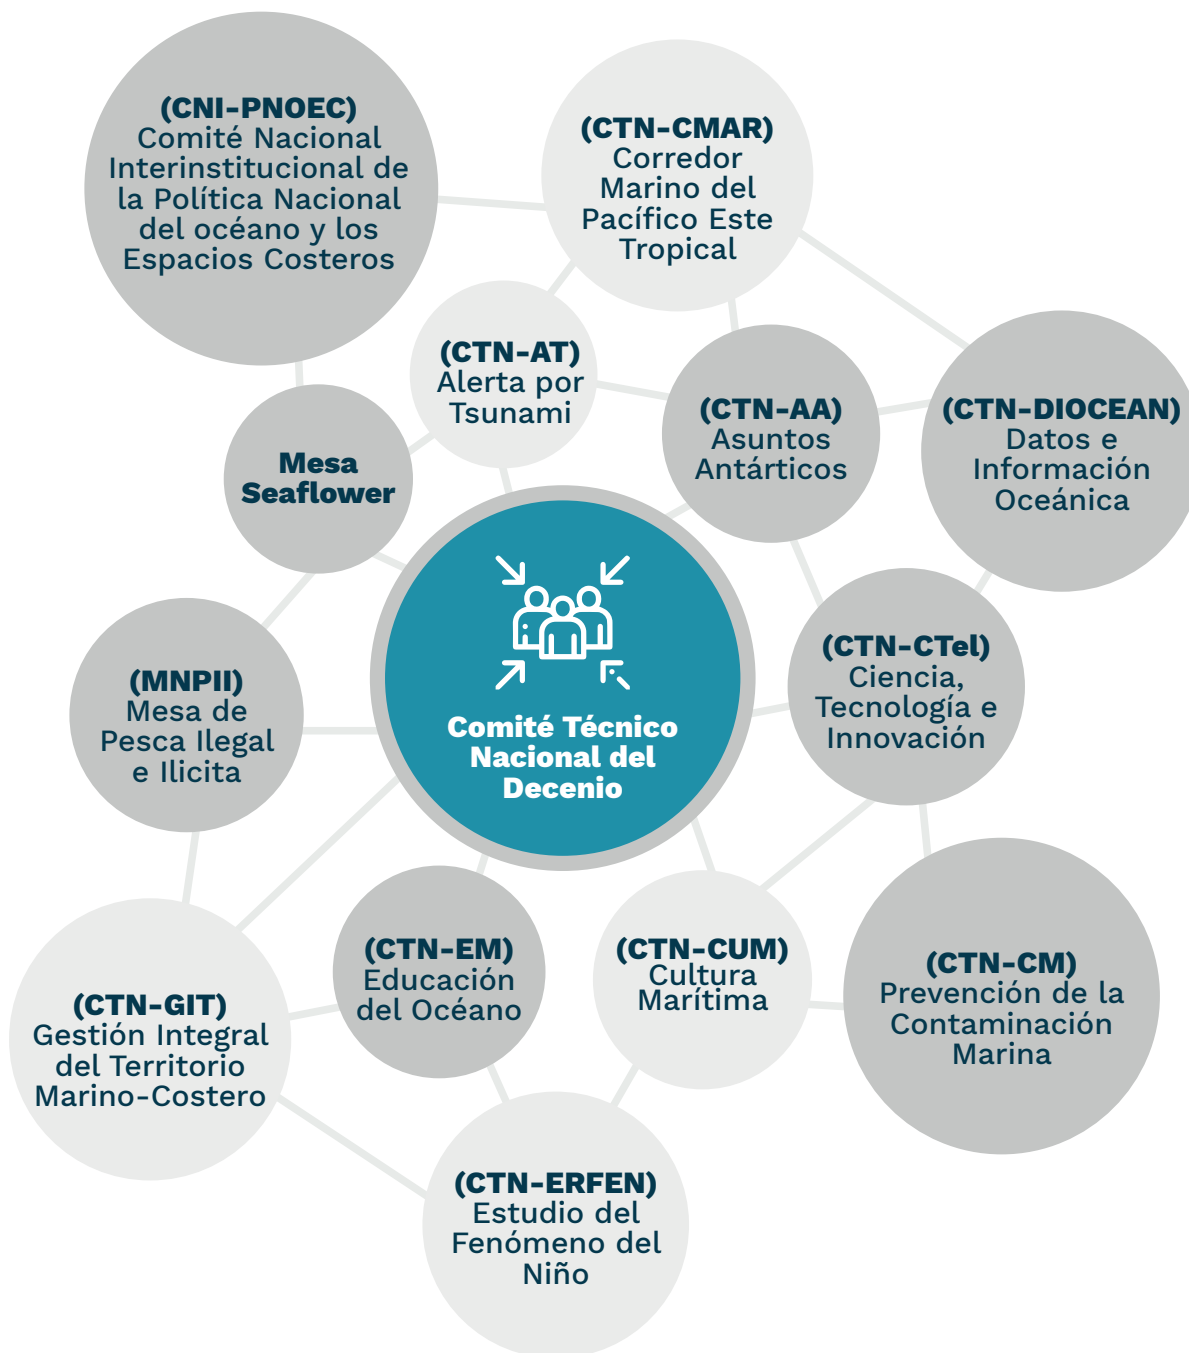 (CNI-PNOEC)
Comité Nacional
Interinstitucional de
la Política Nacional
del océano y los
Espacios Costeros
(CTN-CMAR)
Corredor
Marino del
Pacífico Este
Tropical
(CTN-AT)
Alerta por
Tsunami
(CTN-AA)
Asuntos
Antárticos
(CTN-DIOCEAN)
Datos e
Información
Oceánica
Mesa
Seaflower
(CTN-CTel)
Ciencia,
Tecnología e
Innovación
(MNPII)
Mesa de
Pesca Ilegal
e Ilicita
Comité Técnico
Nacional del
Decenio
(CTN-EM)
Educación
del Océano
(CTN-CUM)
Cultura
Marítima
(CTN-CM)
Prevención de la
Contaminación
Marina
(CTN-GIT)
Gestión Integral
del Territorio
Marino-Costero
(CTN-ERFEN)
Estudio del
Fenómeno del
Niño